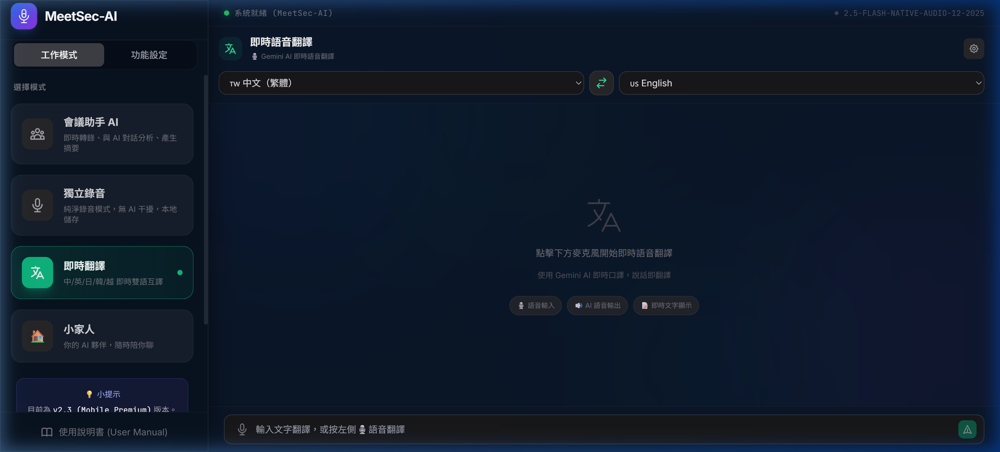 MeetSec-AI
工作模式
功能設定
選擇模式
會議助手 AI
即時轉錄、與 AI 對話分析、產生
摘要
獨立錄音
純淨錄音模式，無 AI 干擾，本地
儲存
即時翻譯
中/英/日/韓/越 即時雙語互譯
小家人
你的 AI 夥伴，隨時陪你聊
💡 小提示
目前為 v2.3 (Mobile Premium) 版本。
使用說明書 (User Manual)
系統就緒 (MeetSec-AI)
2.5-FLASH-NATIVE-AUDIO-12-2025
即時語音翻譯
🎙️ Gemini AI 即時語音翻譯
TW 中文（繁體）
US English
點擊下方麥克風開始即時語音翻譯
使用 Gemini AI 即時口譯，說話即翻譯
🎙️ 語音輸入
🔊 AI 語音輸出
📝 即時文字顯示
輸入文字翻譯，或按左側🎙️語音翻譯